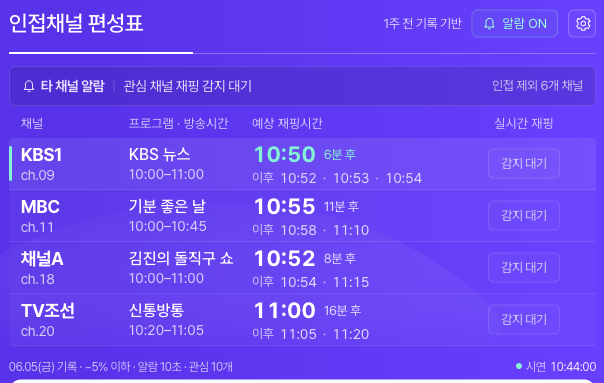 인접채널 편성표
1주 전 기록 기반 알람 ON
타 채널 알람 | 관심 채널 재핑 감지 대기 인접 제외 6개 채널
채널 프로그램 · 방송시간 예상 재핑시간 실시간 재핑
KBS1 KBS 뉴스 10:50 6분 후 감지 대기
ch.09 10:00–11:00 이후 10:52 · 10:53 · 10:54
MBC 기분 좋은 날 10:55 11분 후 감지 대기
ch.11 10:00–10:45 이후 10:58 · 11:10
채널A 김진의 돌직구 쇼 10:52 8분 후 감지 대기
ch.18 10:00–11:00 이후 10:54 · 11:15
TV조선 신통방통 11:00 16분 후 감지 대기
ch.20 10:20–11:05 이후 11:05 · 11:20
06.05(금) 기록 · −5% 이하 · 알람 10초 · 관심 10개 시연 10:44:00